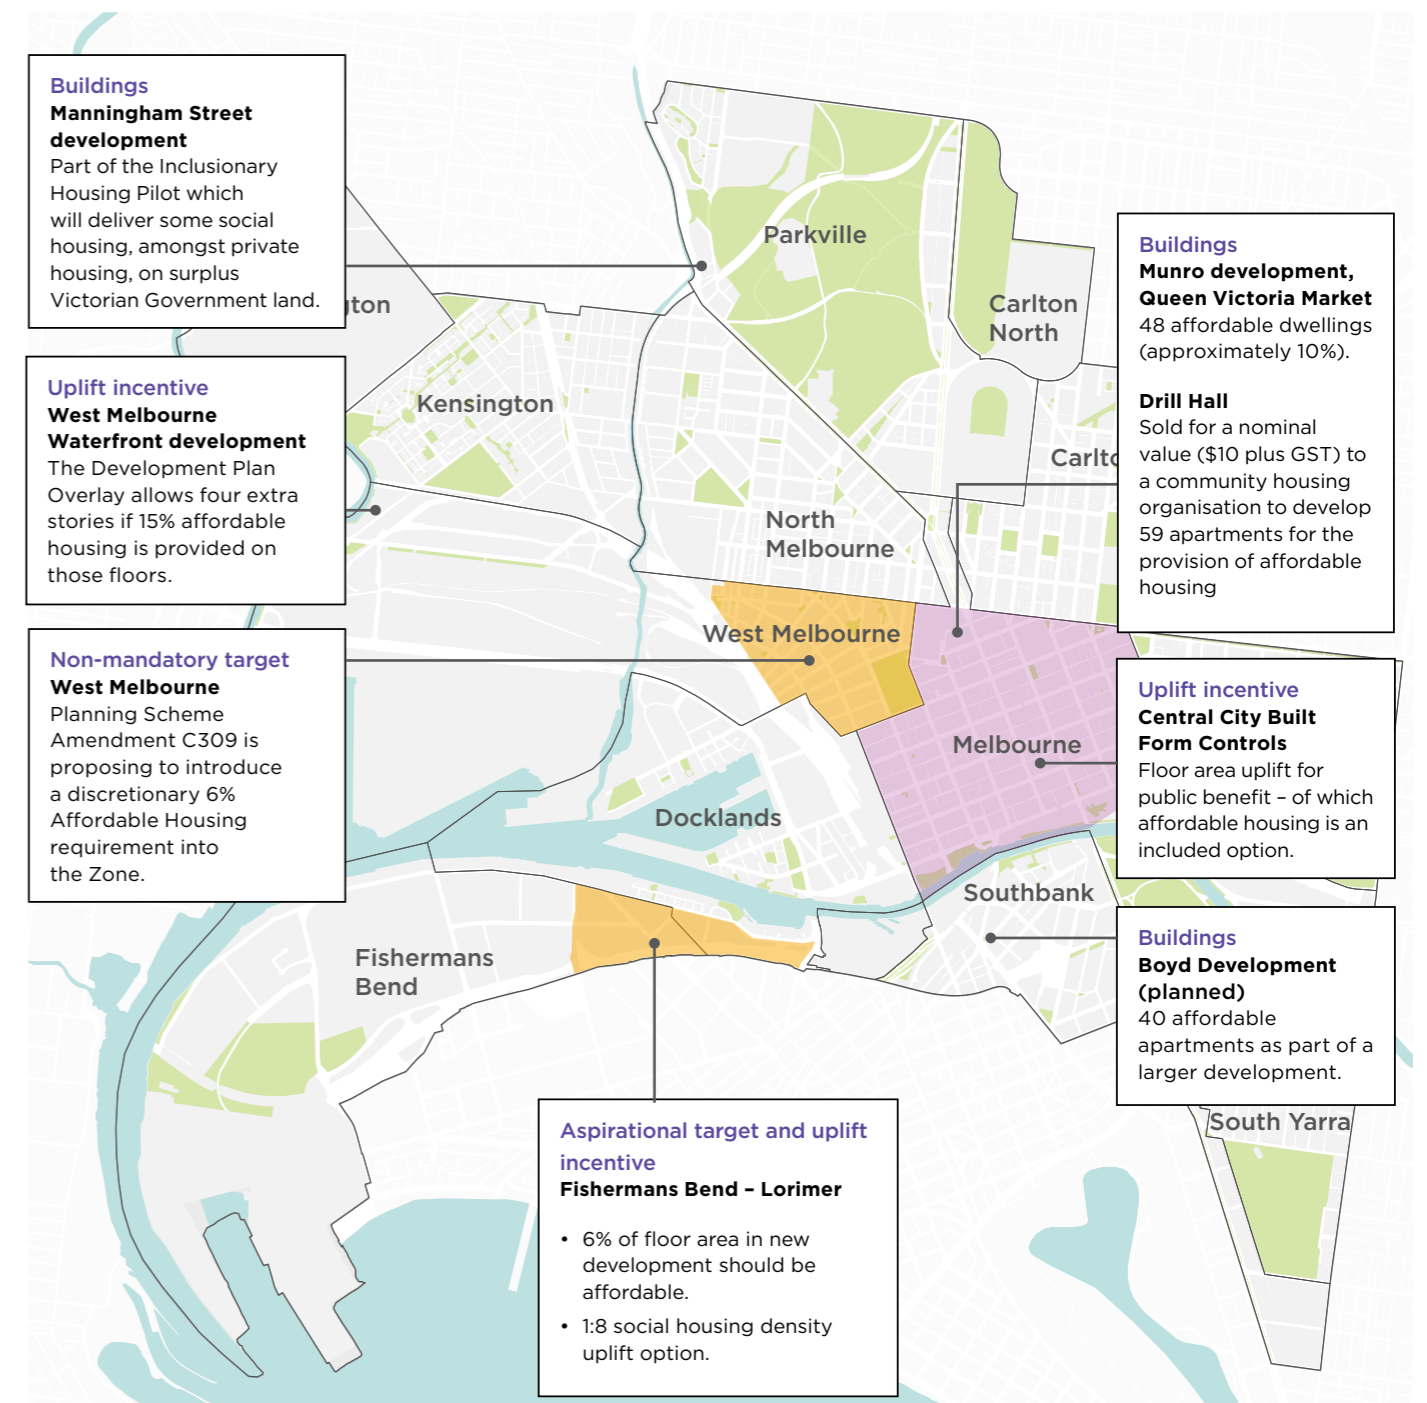 Buildings
Manningham Street
development
Part of the Inclusionary
Housing Pilot which
will deliver some social
housing, amongst private
housing, on surplus
Victorian Government land.
Uplift incentive
West Melbourne
Waterfront development
The Development Plan
Overlay allows four extra
stories if 15% affordable
housing is provided on
those floors.
Non-mandatory target
West Melbourne
Planning Scheme
Amendment C309 is
proposing to introduce
a discretionary 6%
Affordable Housing
requirement into
the Zone.
Parkville
Carlton
North
gton
Kensington
Carlto
North
Melbourne
West Melbourne
Melbourne
Docklands
Southbank
Fishermans
Bend
South Yarra
Buildings
Munro development,
Queen Victoria Market
48 affordable dwellings
(approximately 10%).
Drill Hall
Sold for a nominal
value ($10 plus GST) to
a community housing
organisation to develop
59 apartments for the
provision of affordable
housing
Uplift incentive
Central City Built
Form Controls
Floor area uplift for
public benefit – of which
affordable housing is an
included option.
Buildings
Boyd Development
(planned)
40 affordable
apartments as part of a
larger development.
Aspirational target and uplift
incentive
Fishermans Bend – Lorimer
• 6% of floor area in new
development should be
affordable.
• 1:8 social housing density
uplift option.